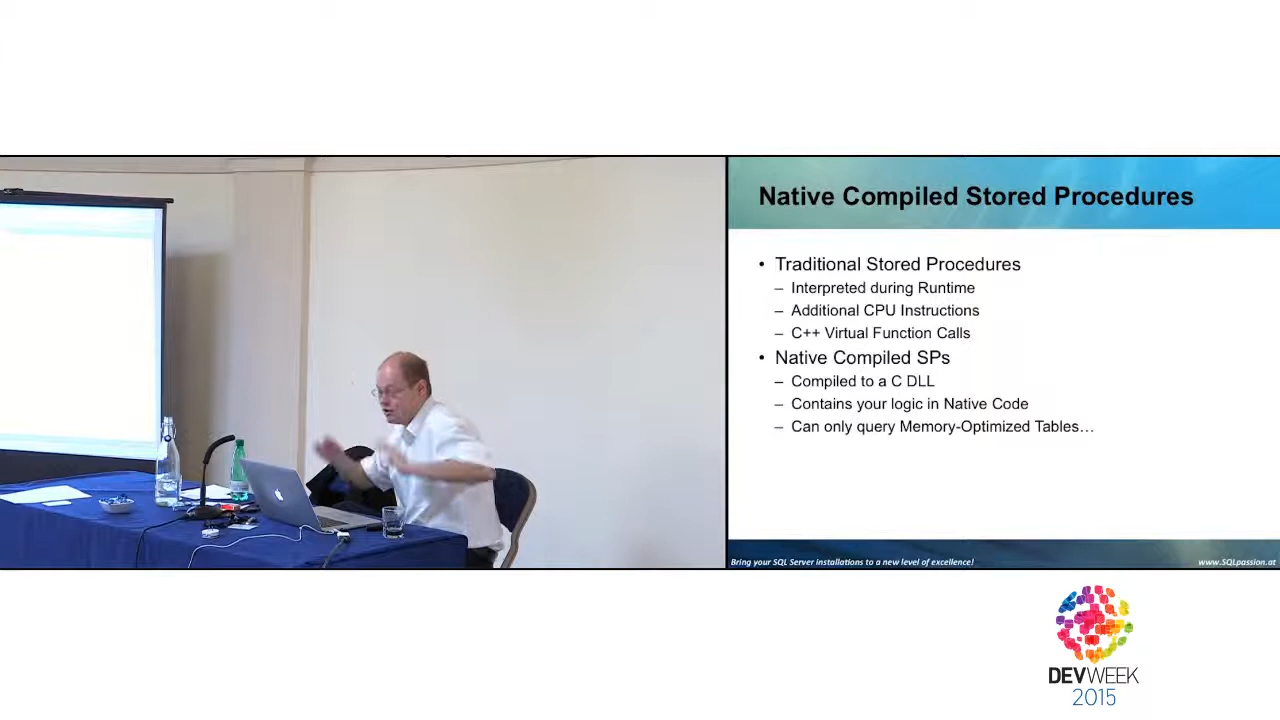 Native Compiled Stored Procedures
• Traditional Stored Procedures
– Interpreted during Runtime
– Additional CPU Instructions
– C++ Virtual Function Calls
• Native Compiled SPs
– Compiled to a C DLL
– Contains your logic in Native Code
– Can only query Memory-Optimized Tables…
Bring your SQL Server installations to a new level of excellence!
www.SQLpassion.at
DEVWEEK
2015